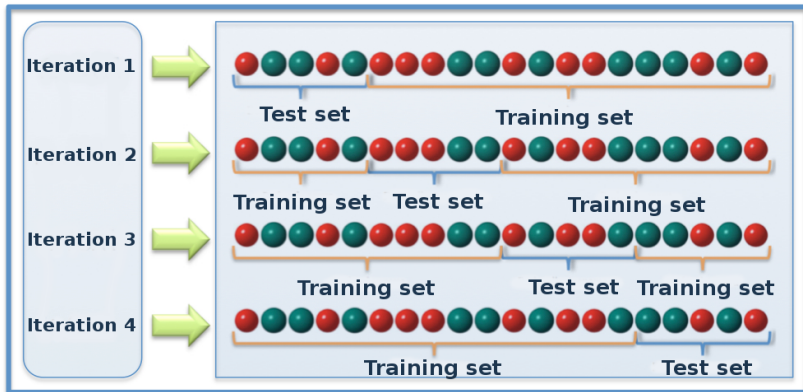 Iteration 1
Test set
Training set
Iteration 2
Training set
Test set
Training set
Iteration 3
Training set
Test set
Training set
Iteration 4
Training set
Test set